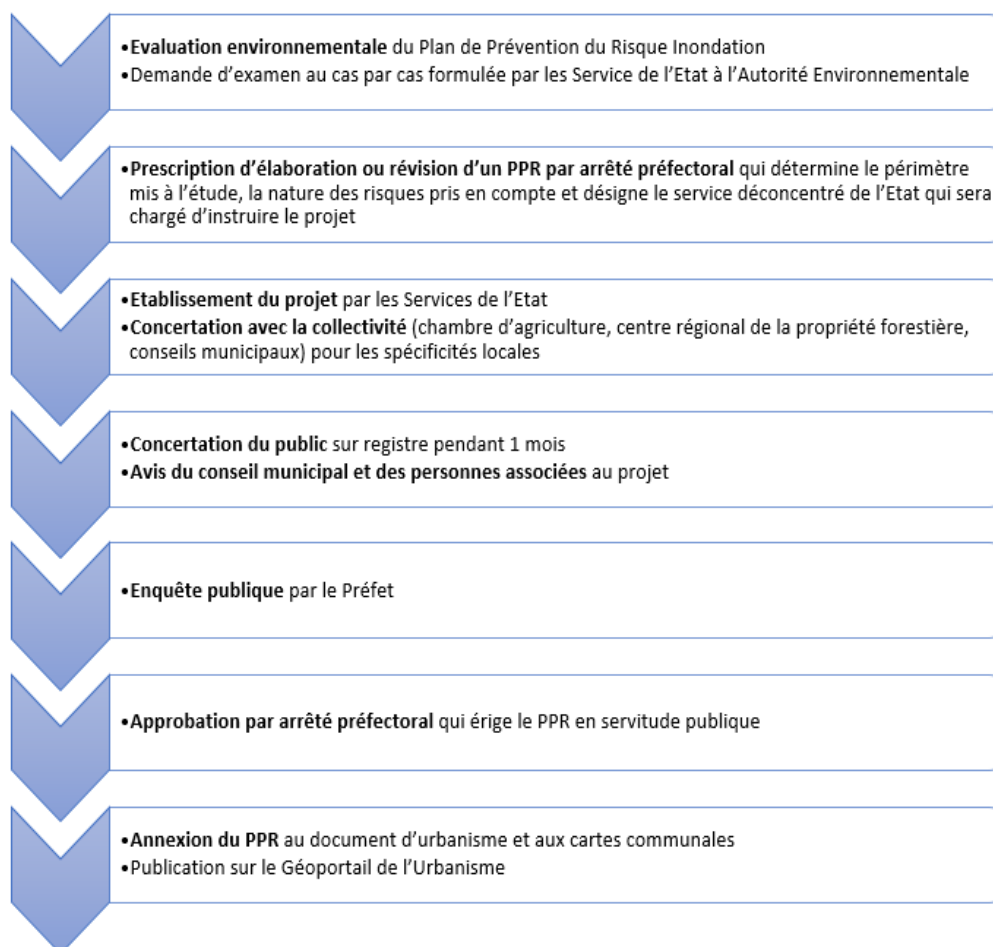 •Evaluation environnementale du Plan de Prévention du Risque Inondation
•Demande d'examen au cas par cas formulée par les Service de l'Etat à l'Autorité Environnementale
•Prescription d'élaboration ou révision d'un PPR par arrêté préfectoral qui détermine le périmètre
mis à l'étude, la nature des risques pris en compte et désigne le service déconcentré de l'Etat qui sera
chargé d'instruire le projet
•Etablissement du projet par les Services de l'Etat
•Concertation avec la collectivité (chambre d'agriculture, centre régional de la propriété forestière,
conseils municipaux) pour les spécificités locales
•Concertation du public sur registre pendant 1 mois
•Avis du conseil municipal et des personnes associées au projet
•Enquête publique par le Préfet
•Approbation par arrêté préfectoral qui érige le PPR en servitude publique
•Annexion du PPR au document d'urbanisme et aux cartes communales
•Publication sur le Géoportail de l'Urbanisme